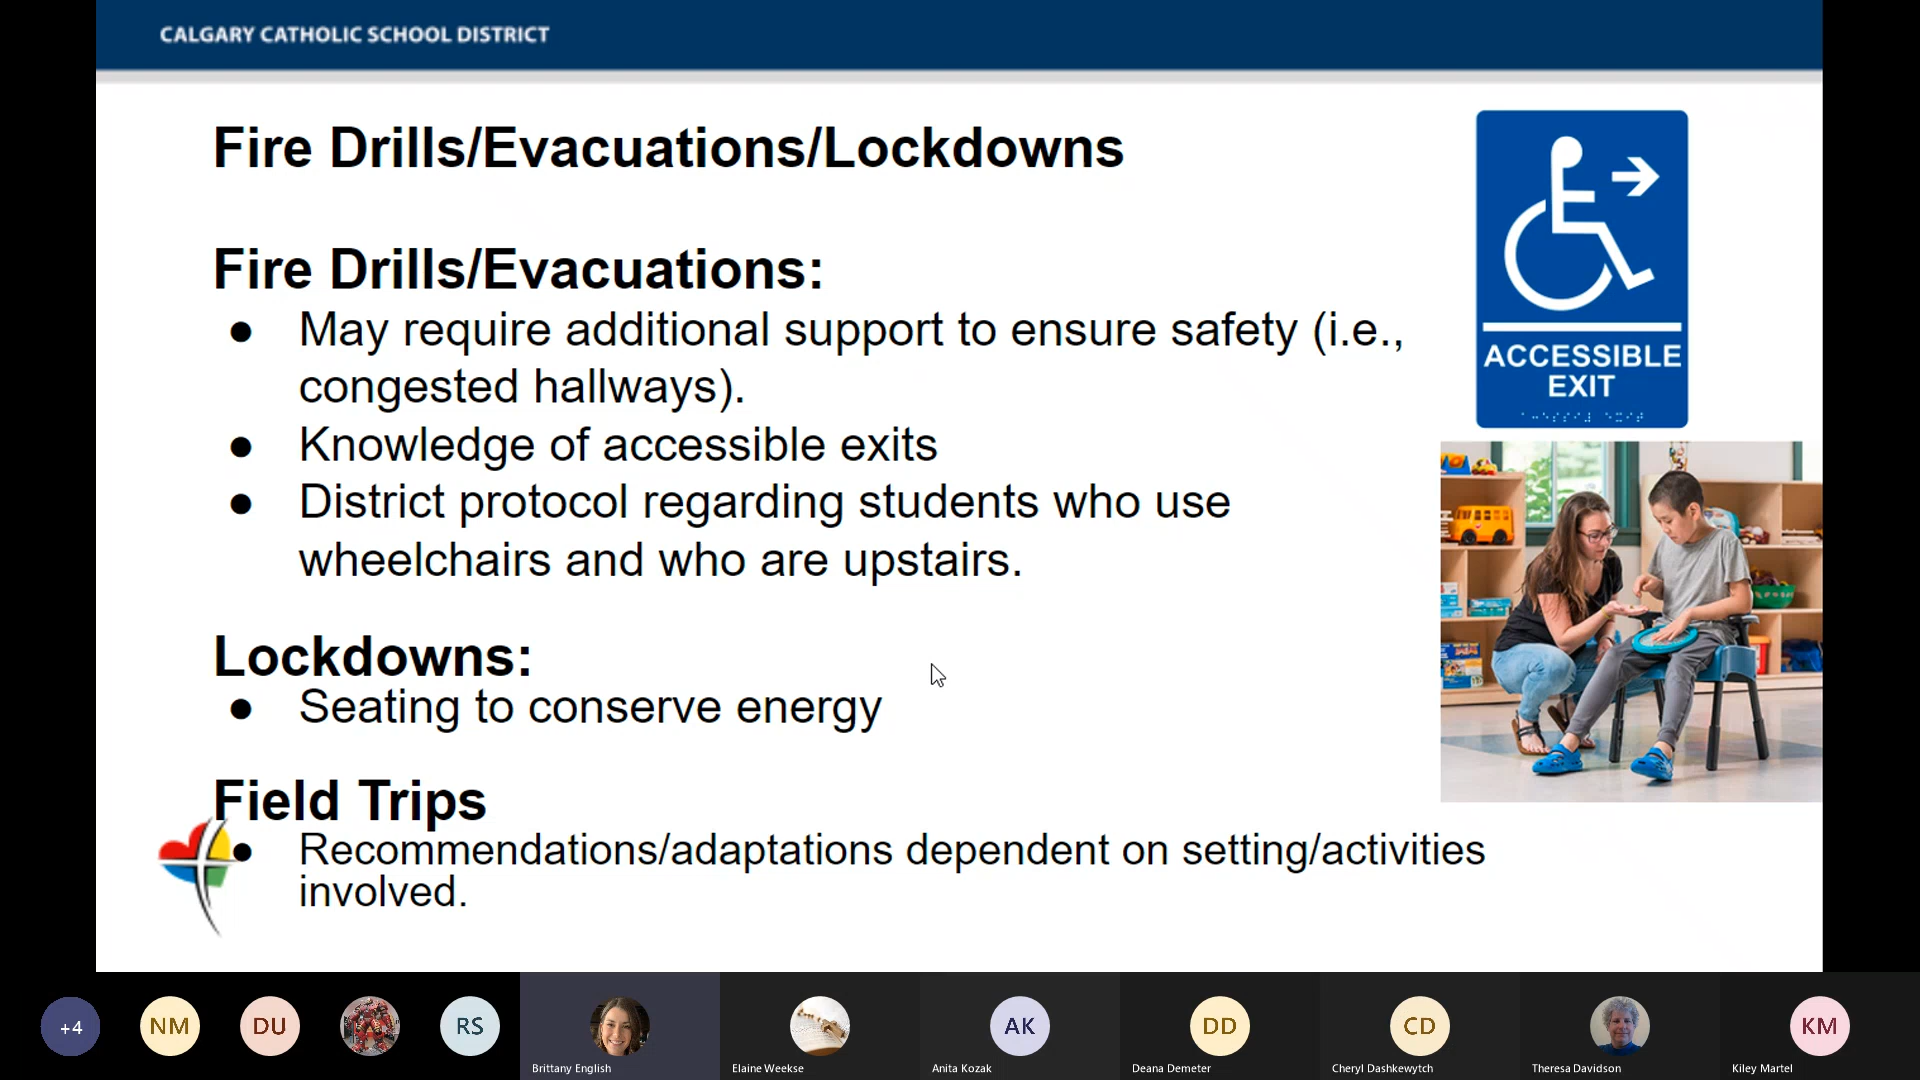 CALGARY CATHOLIC SCHOOL DISTRICT
Fire Drills/Evacuations/Lockdowns
Fire Drills/Evacuations:
● May require additional support to ensure safety (i.e.,
congested hallways).
● Knowledge of accessible exits
● District protocol regarding students who use
wheelchairs and who are upstairs.
Lockdowns:
● Seating to conserve energy
Field Trips
● Recommendations/adaptations dependent on setting/activities
involved.
ACCESSIBLE
EXIT
+4
NM
DU
RS
Brittany English
Elaine Weekse
AK
Anita Kozak
DD
Deana Demeter
CD
Cheryl Dashkewytch
Theresa Davidson
KM
Kiley Martel